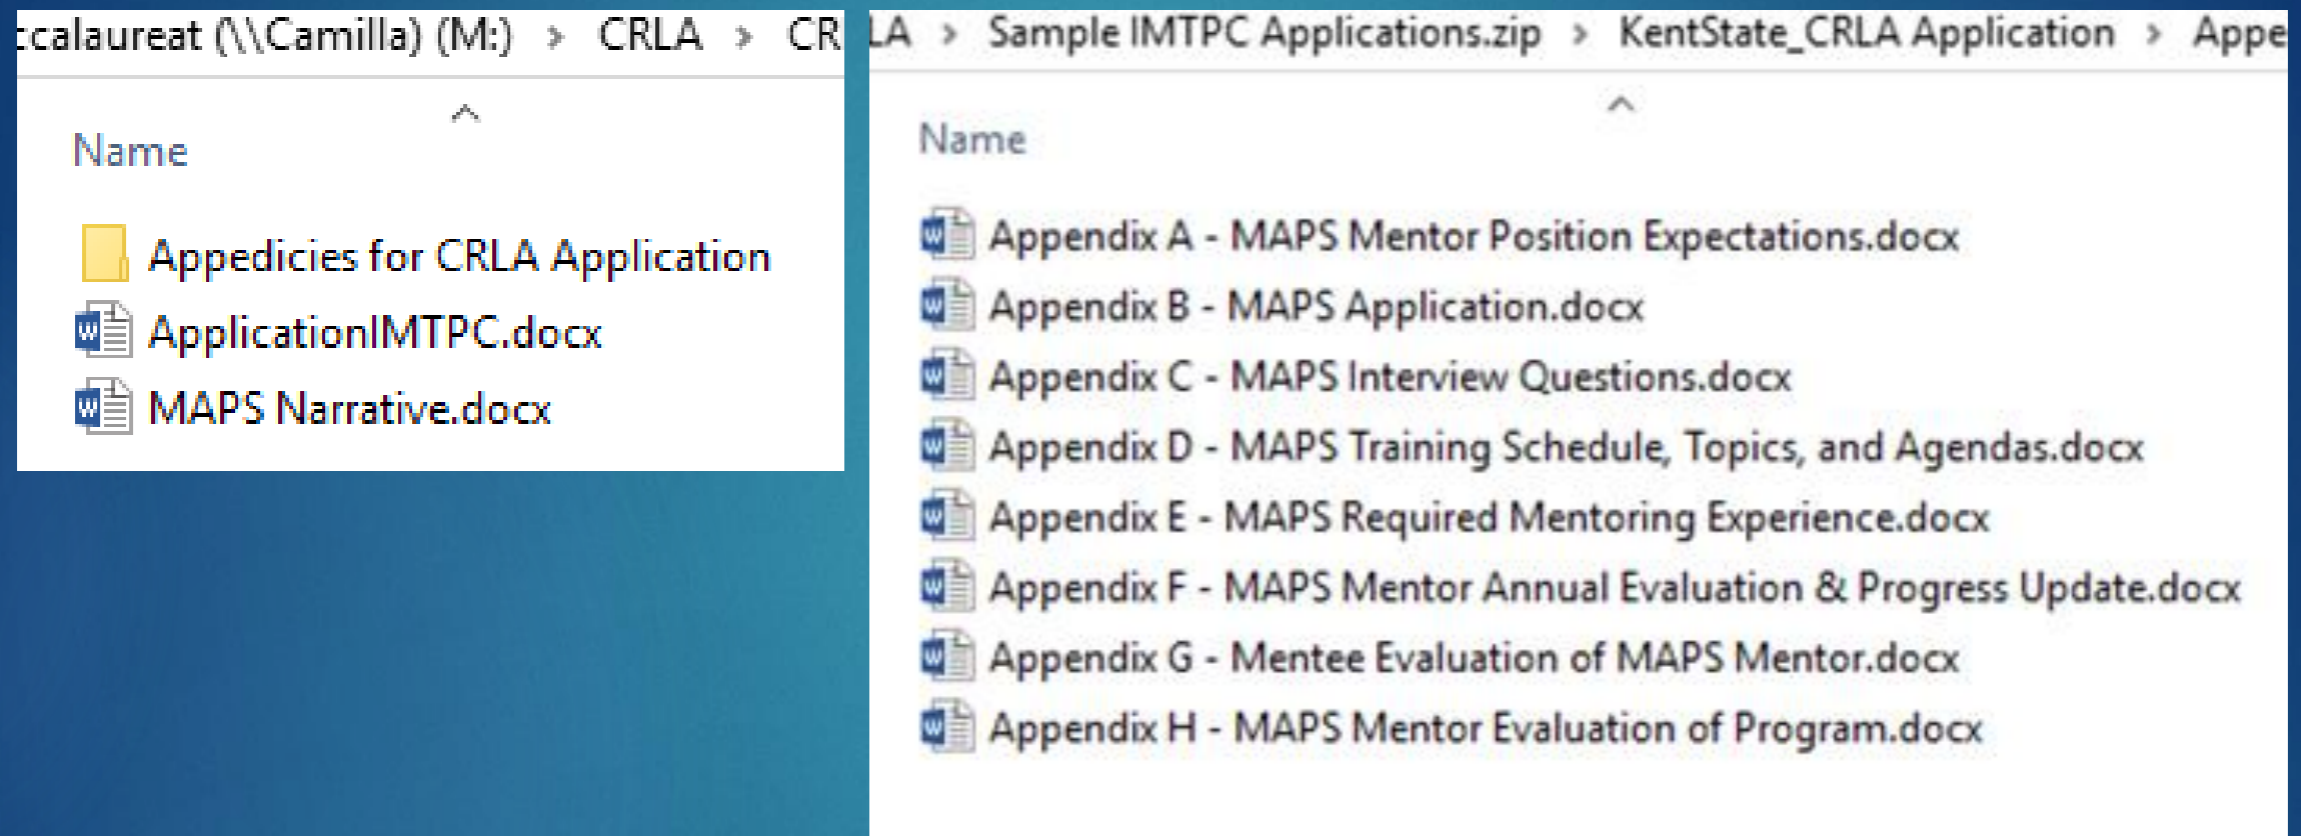 ccalaureat (\\Camilla) (M:) > CRLA > CR
Name
Appedicies for CRLA Application
ApplicationIMTPC.docx
MAPS Narrative.docx
LA > Sample IMTPC Applications.zip > KentState_CRLA Application > Appe
Name
Appendix A - MAPS Mentor Position Expectations.docx
Appendix B - MAPS Application.docx
Appendix C - MAPS Interview Questions.docx
Appendix D - MAPS Training Schedule, Topics, and Agendas.docx
Appendix E - MAPS Required Mentoring Experience.docx
Appendix F - MAPS Mentor Annual Evaluation & Progress Update.docx
Appendix G - Mentee Evaluation of MAPS Mentor.docx
Appendix H - MAPS Mentor Evaluation of Program.docx